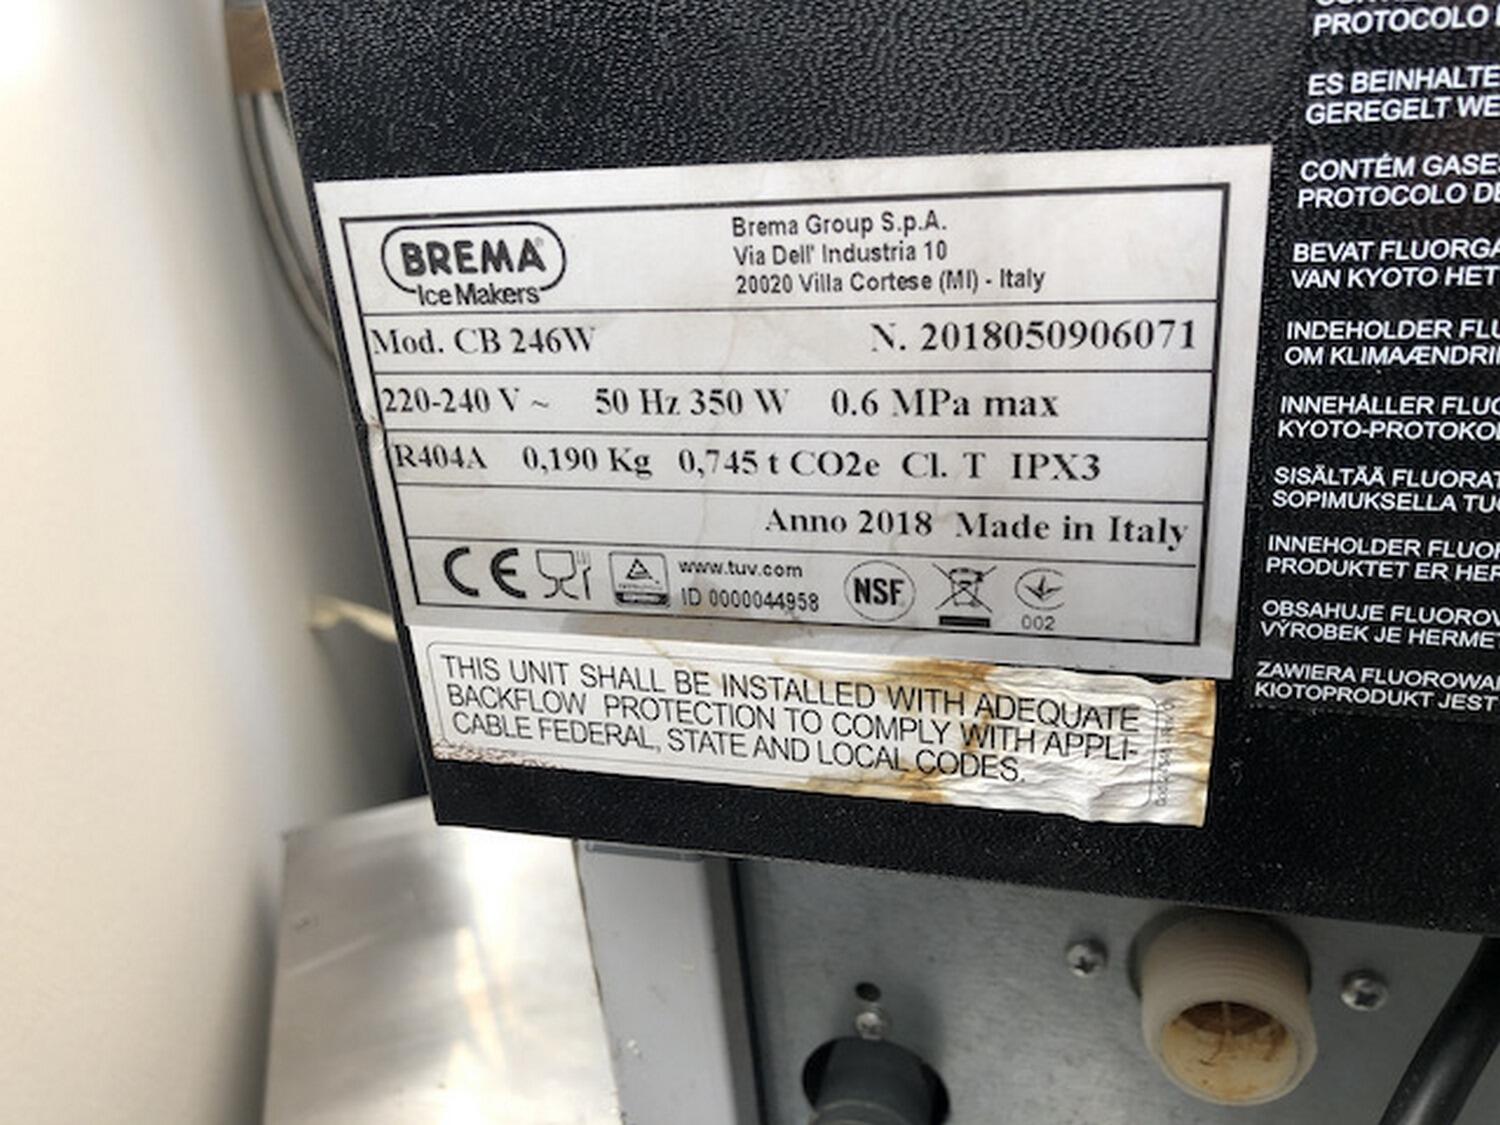 BREMA®
Ice Makers
Brema Group S.p.A.
Via Dell' Industria 10
20020 Villa Cortese (MI) - Italy
Mod. CB 246W N. 2018050906071
220-240 V ~ 50 Hz 350 W 0.6 MPa max
R404A 0,190 Kg 0,745 t CO2e Cl. T IPX3
Anno 2018 Made in Italy
CE www.tuv.com
ID 0000044958
NSF
002
THIS UNIT SHALL BE INSTALLED WITH ADEQUATE
BACKFLOW PROTECTION TO COMPLY WITH APPLI-
CABLE FEDERAL, STATE AND LOCAL CODES.
PROTOCOLO
ES BEINHALTE
GEREGELT WE
CONTÉM GASES
PROTOCOLO DE
BEVAT FLUORGA
VAN KYOTO HET
INDEHOLDER FLU
OM KLIMAÆNDRI
INNEHÅLLER FLUO
KYOTO-PROTOKO
SISÄLTÄÄ FLUORAT
SOPIMUKSELLA TU
INNEHOLDER FLUOR
PRODUKTET ER HER
OBSAHUJE FLUOROV
VÝROBEK JE HERMET
ZAWIERA FLUOROWA
KIOTOPRODUKT JEST